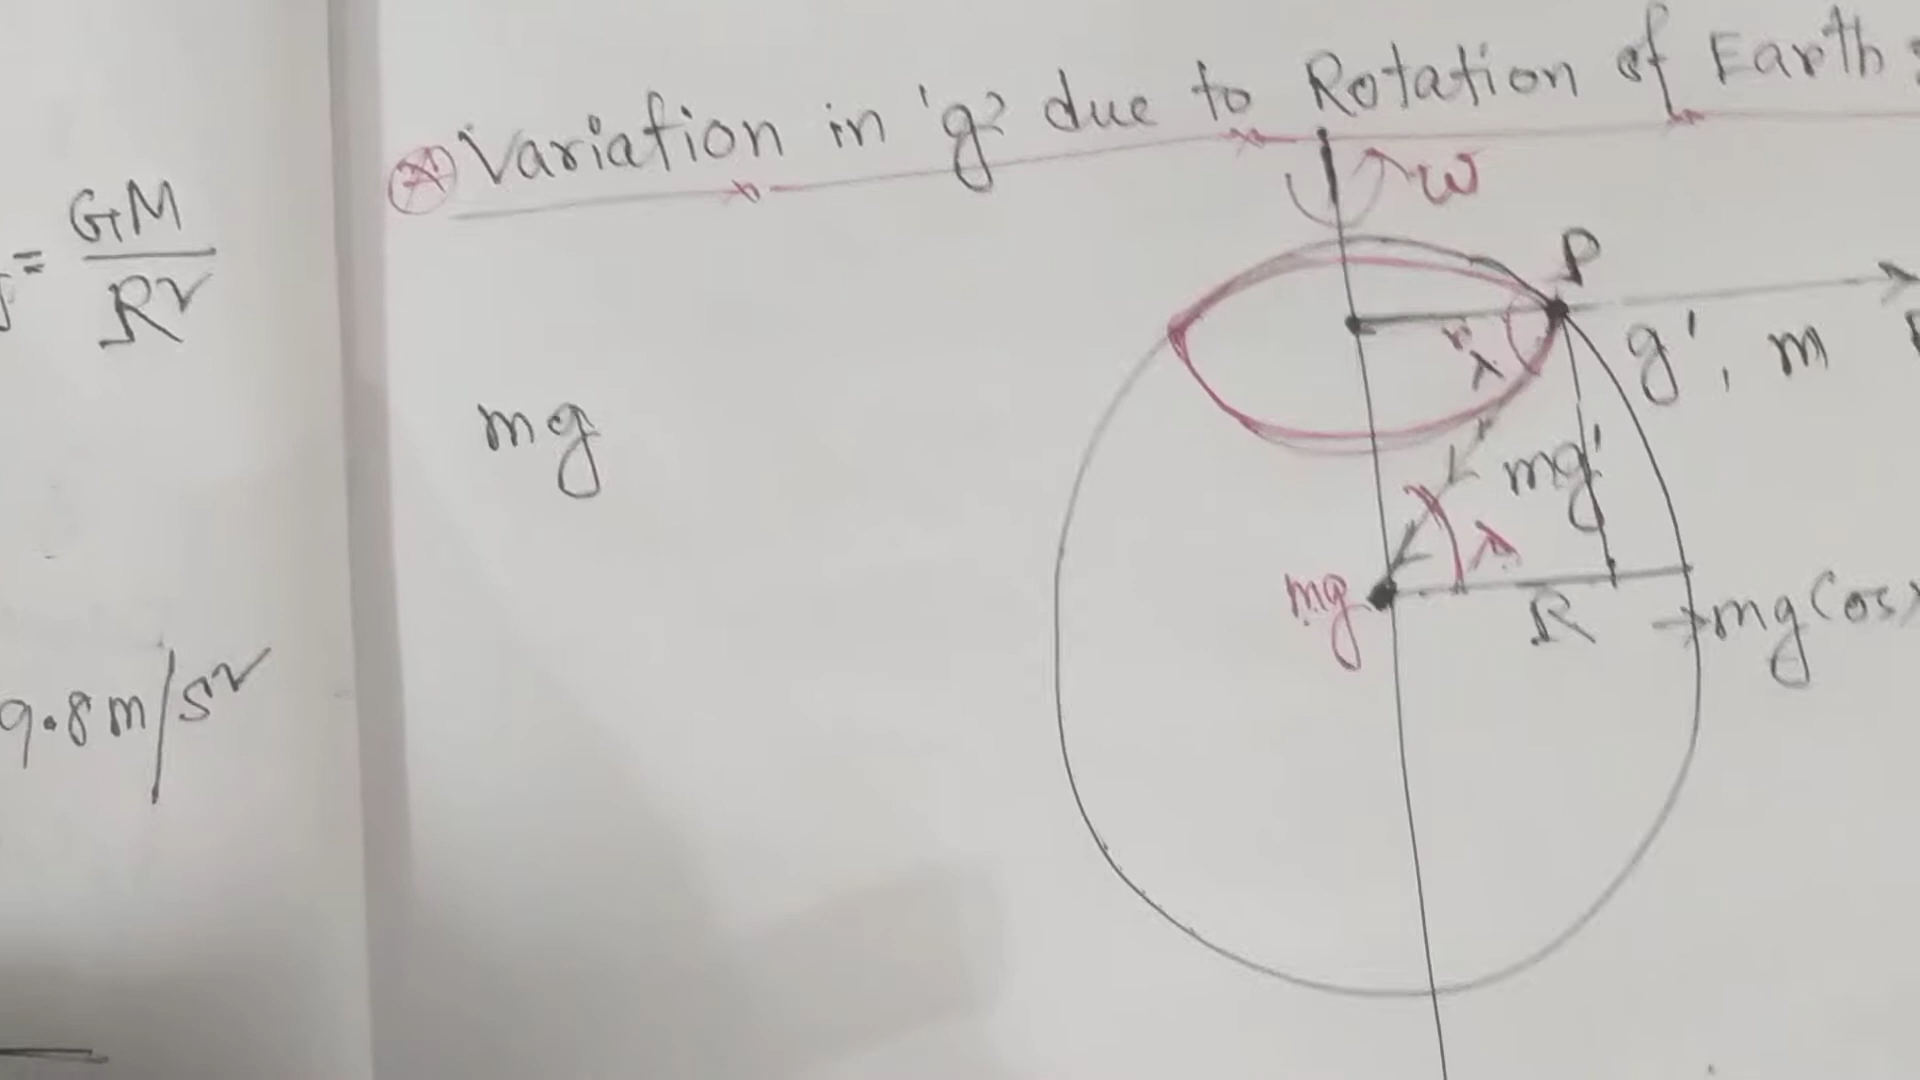 = GM
R²
9.8 m/s²
Variation in 'g' due to Rotation of Earth :
ω
P
r
λ
g', m
mg
mg'
λ
mg
R
mg Cos λ